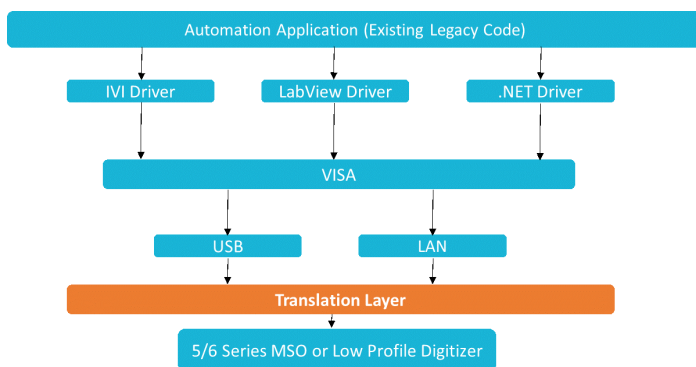 Automation Application (Existing Legacy Code)
IVI Driver
LabView Driver
.NET Driver
VISA
USB
LAN
Translation Layer
5/6 Series MSO or Low Profile Digitizer